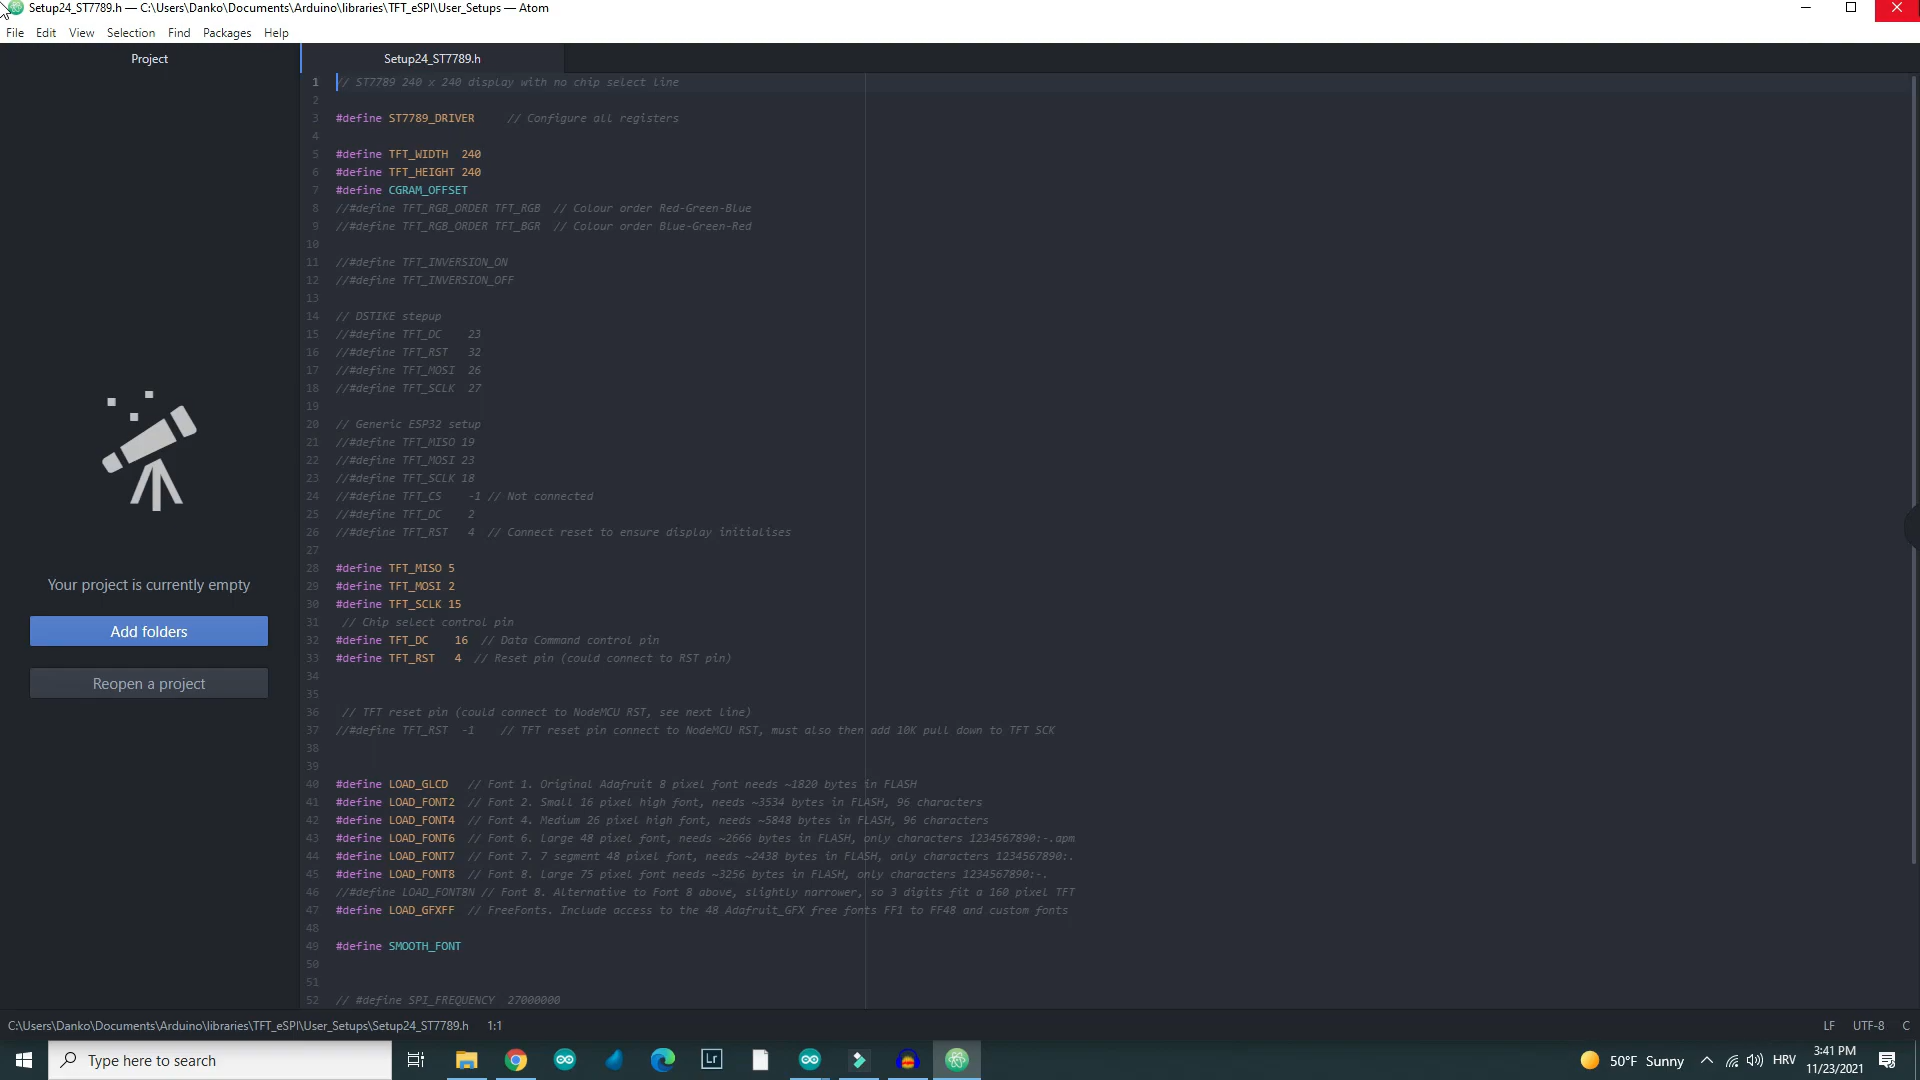 Setup24_ST7789.h — C:\Users\Danko\Documents\Arduino\libraries\TFT_eSPI\User_Setups — Atom
File Edit View Selection Find Packages Help
Project
Setup24_ST7789.h
1 // ST7789 240 x 240 display with no chip select line
2
3 #define ST7789_DRIVER     // Configure all registers
4
5 #define TFT_WIDTH  240
6 #define TFT_HEIGHT 240
7 #define CGRAM_OFFSET
8 //#define TFT_RGB_ORDER TFT_RGB  // Colour order Red-Green-Blue
9 //#define TFT_RGB_ORDER TFT_BGR  // Colour order Blue-Green-Red
10
11 //#define TFT_INVERSION_ON
12 //#define TFT_INVERSION_OFF
13
14 // DSTIKE stepup
15 //#define TFT_DC    23
16 //#define TFT_RST   32
17 //#define TFT_MOSI  26
18 //#define TFT_SCLK  27
19
20 // Generic ESP32 setup
21 //#define TFT_MISO 19
22 //#define TFT_MOSI 23
23 //#define TFT_SCLK 18
24 //#define TFT_CS    -1 // Not connected
25 //#define TFT_DC    2
26 //#define TFT_RST   4  // Connect reset to ensure display initialises
27
28 #define TFT_MISO 5
29 #define TFT_MOSI 2
30 #define TFT_SCLK 15
31  // Chip select control pin
32 #define TFT_DC    16  // Data Command control pin
33 #define TFT_RST   4  // Reset pin (could connect to RST pin)
34
35
36  // TFT reset pin (could connect to NodeMCU RST, see next line)
37 //#define TFT_RST  -1    // TFT reset pin connect to NodeMCU RST, must also then add 10K pull down to TFT SCK
38
39
40 #define LOAD_GLCD   // Font 1. Original Adafruit 8 pixel font needs ~1820 bytes in FLASH
41 #define LOAD_FONT2  // Font 2. Small 16 pixel high font, needs ~3534 bytes in FLASH, 96 characters
42 #define LOAD_FONT4  // Font 4. Medium 26 pixel high font, needs ~5848 bytes in FLASH, 96 characters
43 #define LOAD_FONT6  // Font 6. Large 48 pixel font, needs ~2666 bytes in FLASH, only characters 1234567890:-.apm
44 #define LOAD_FONT7  // Font 7. 7 segment 48 pixel font, needs ~2438 bytes in FLASH, only characters 1234567890:.
45 #define LOAD_FONT8  // Font 8. Large 75 pixel font needs ~3256 bytes in FLASH, only characters 1234567890:-.
46 //#define LOAD_FONT8N // Font 8. Alternative to Font 8 above, slightly narrower, so 3 digits fit a 160 pixel TFT
47 #define LOAD_GFXFF  // FreeFonts. Include access to the 48 Adafruit_GFX free fonts FF1 to FF48 and custom fonts
48
49 #define SMOOTH_FONT
50
51
52 // #define SPI_FREQUENCY  27000000
Your project is currently empty
Add folders
Reopen a project
C:\Users\Danko\Documents\Arduino\libraries\TFT_eSPI\User_Setups\Setup24_ST7789.h 1:1 LF UTF-8 C
Type here to search
Lr
50°F Sunny
HRV
3:41 PM
11/23/2021